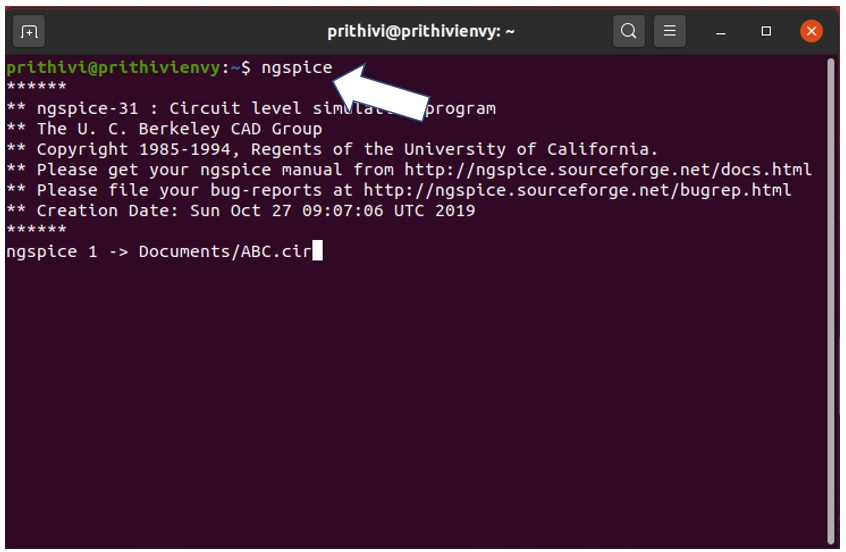 prithivi@prithivienvy: ~
prithivi@prithivienvy:~$ ngspice
******
** ngspice-31 : Circuit level program
** The U. C. Berkeley CAD Group
** Copyright 1985-1994, Regents of the University of California.
** Please get your ngspice manual from http://ngspice.sourceforge.net/docs.html
** Please file your bug-reports at http://ngspice.sourceforge.net/bugrep.html
** Creation Date: Sun Oct 27 09:07:06 UTC 2019
******
ngspice 1 -> Documents/ABC.cir